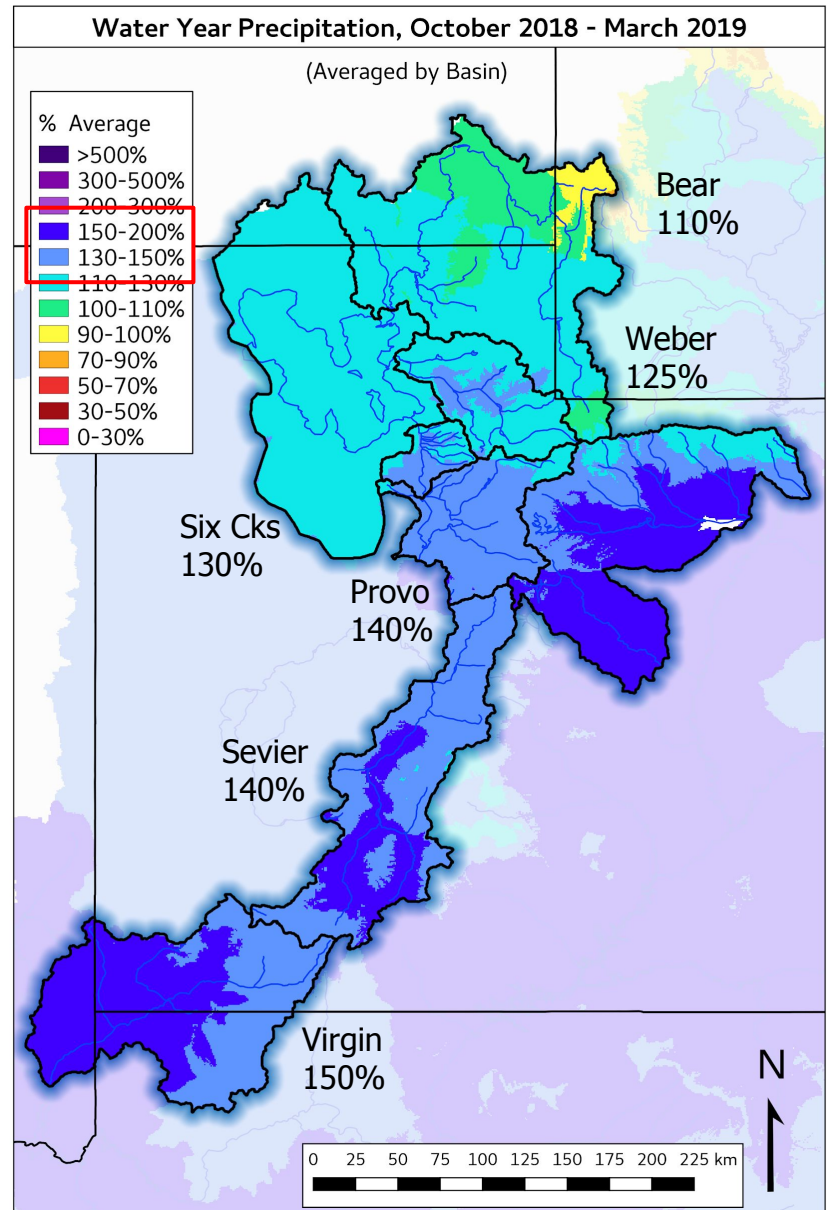 Water Year Precipitation, October 2018 - March 2019
(Averaged by Basin)
% Average
>500%
300-500%
200-300%
150-200%
130-150%
110-130%
100-110%
90-100%
70-90%
50-70%
30-50%
0-30%
Bear
110%
Weber
125%
Six Cks
130%
Provo
140%
Sevier
140%
Virgin
150%
N
0 25 50 75 100 125 150 175 200 225 km